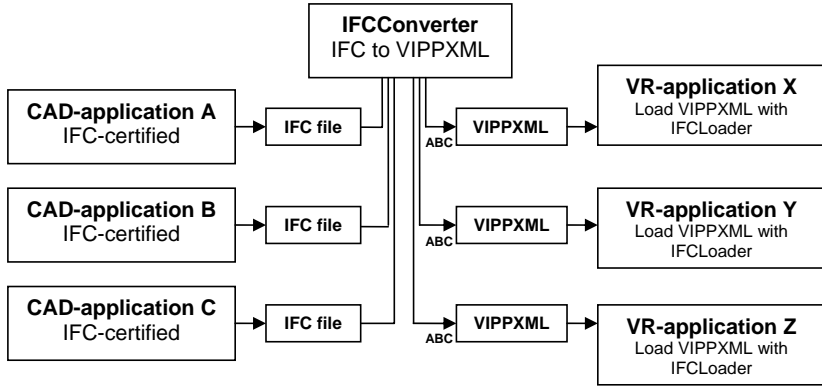 IFCConverter
IFC to VIPPXML
CAD-application A
IFC-certified
IFC file
ABC
VIPPXML
VR-application X
Load VIPPXML with
IFCLoader
CAD-application B
IFC-certified
IFC file
ABC
VIPPXML
VR-application Y
Load VIPPXML with
IFCLoader
CAD-application C
IFC-certified
IFC file
ABC
VIPPXML
VR-application Z
Load VIPPXML with
IFCLoader